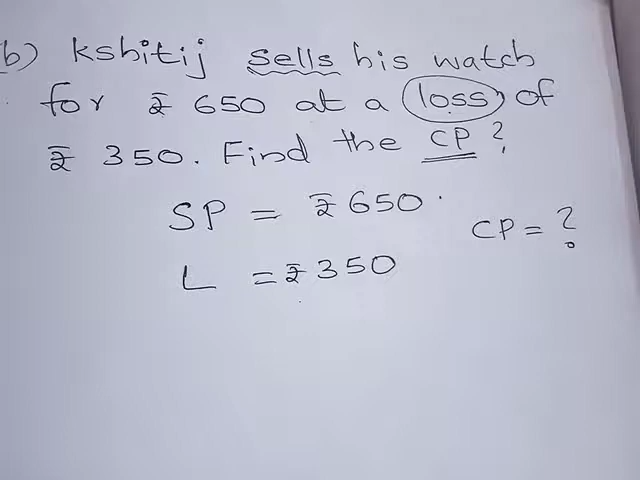 b) Kshitij sells his watch
for ₹ 650 at a loss of
₹ 350. Find the CP?
SP = ₹650.
CP = ?
L = ₹350